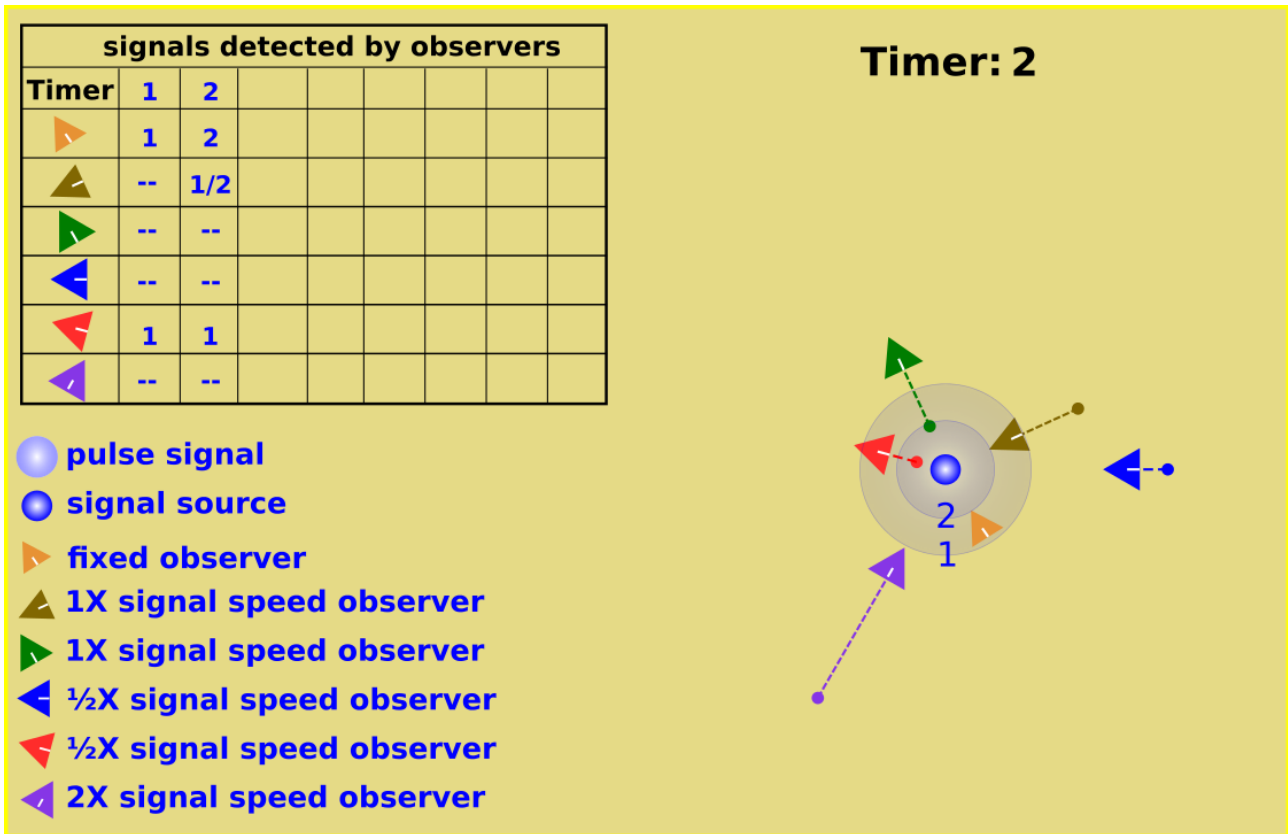 signals detected by observers
Timer 1 2
1 2
-- 1/2
-- --
-- --
1 1
-- --
Timer: 2
pulse signal
signal source
fixed observer
1X signal speed observer
1X signal speed observer
½X signal speed observer
½X signal speed observer
2X signal speed observer
2
1